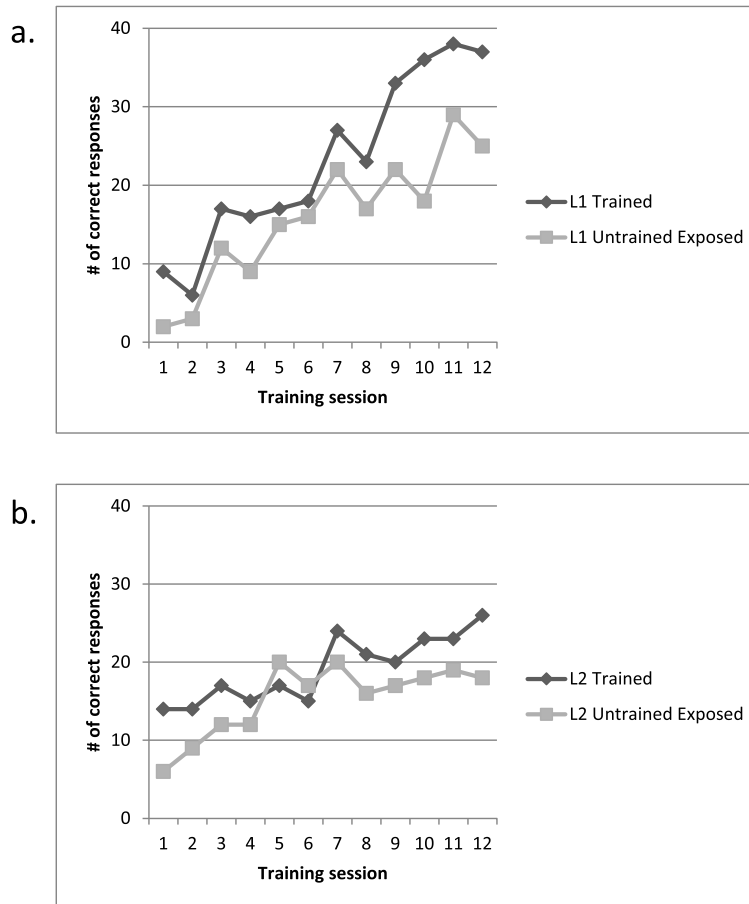 a.
40
30
20
10
0
# of correct responses
1 2 3 4 5 6 7 8 9 10 11 12
Training session
L1 Trained
L1 Untrained Exposed
b.
40
30
20
10
0
# of correct responses
1 2 3 4 5 6 7 8 9 10 11 12
Training session
L2 Trained
L2 Untrained Exposed